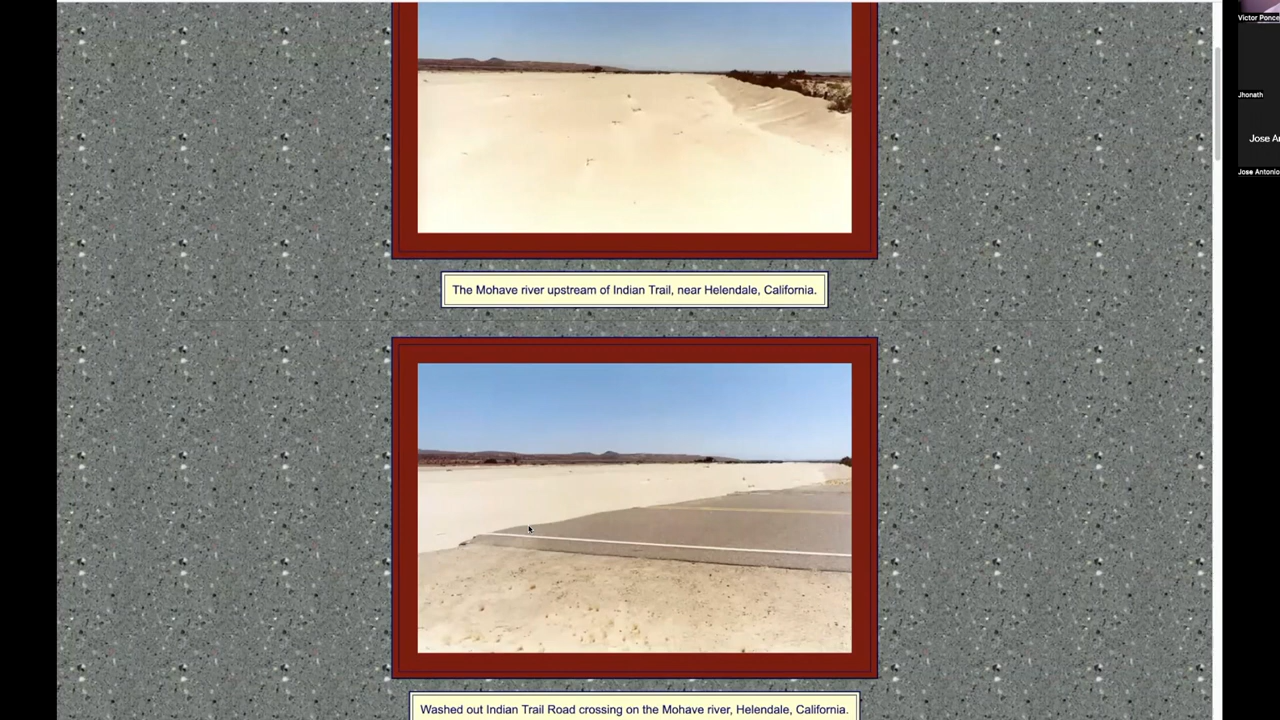 Victor Ponce
Jhonath
Jose A
Jose Antonio
The Mohave river upstream of Indian Trail, near Helendale, California.
Washed out Indian Trail Road crossing on the Mohave river, Helendale, California.